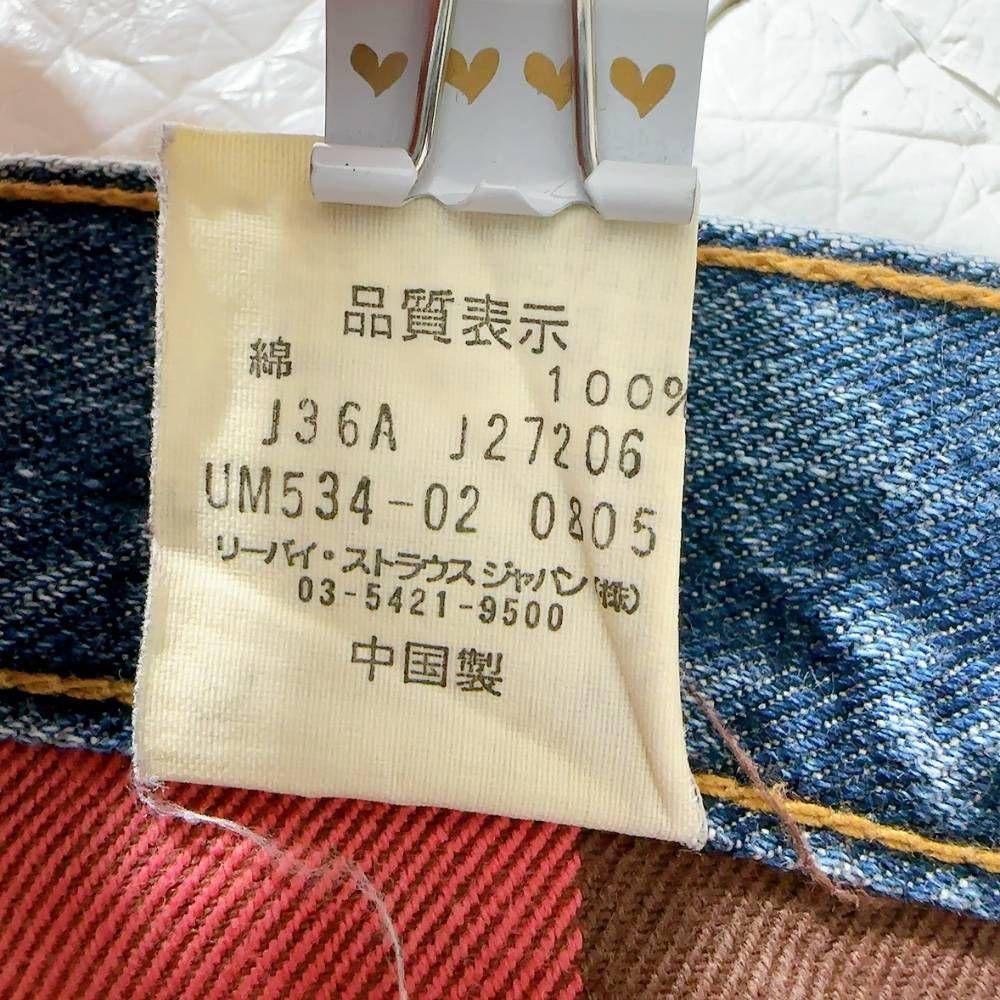 品質表示
綿 100%
J36A J27206
UM534-02 0805
リーバイ・ストラウス ジャパン(株)
03-5421-9500
中国製